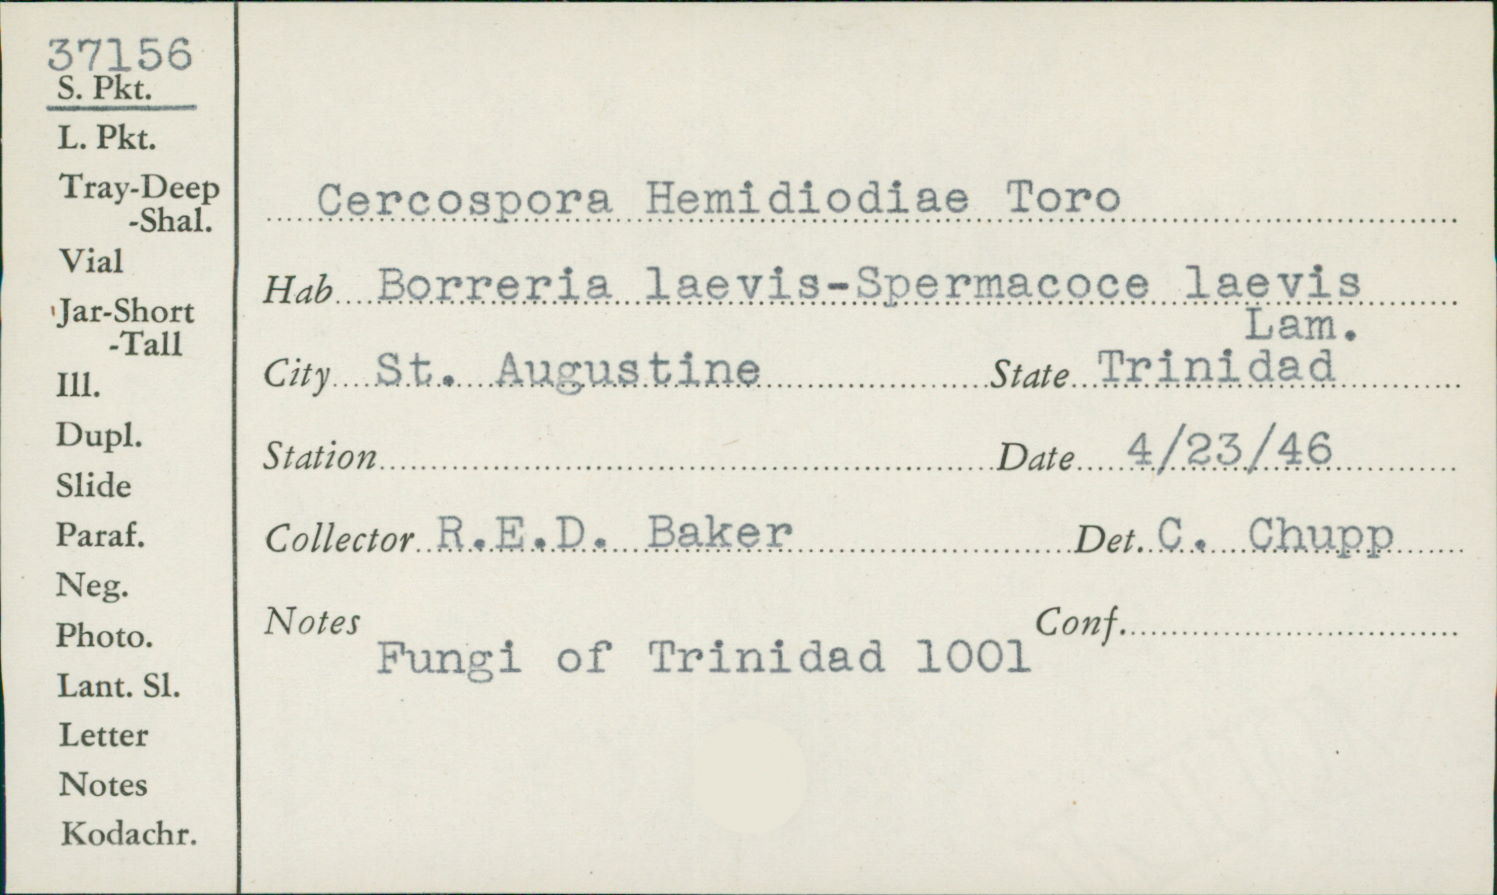 37156
S. Pkt.
L. Pkt.
Tray-Deep
-Shal.
Vial
Jar-Short
-Tall
Ill.
Dupl.
Slide
Paraf.
Neg.
Photo.
Lant. Sl.
Letter
Notes
Kodachr.
Cercospora Hemidiodiae Toro
Hab Borreria laevis-Spermacoce laevis
Lam.
City St. Augustine State Trinidad
Station Date 4/23/46
Collector R.E.D. Baker Det. C. Chupp
Notes Conf.
Fungi of Trinidad 1001